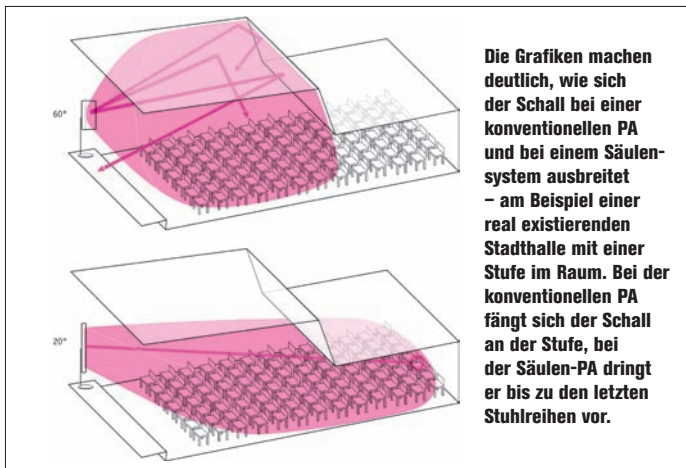 60°
20°
Die Grafiken machen
deutlich, wie sich
der Schall bei einer
konventionellen PA
und bei einem Säulen-
system ausbreitet
– am Beispiel einer
real existierenden
Stadthalle mit einer
Stufe im Raum. Bei der
konventionellen PA
fängt sich der Schall
an der Stufe, bei
der Säulen-PA dringt
er bis zu den letzten
Stuhlreihen vor.